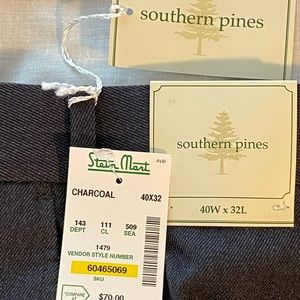 southern pines
southern pines
40W x 32L
Stein Mart
CHARCOAL 40X32
143 111 509
DEPT CL SEA
1479
VENDOR STYLE NUMBER
60465069
SKU
"COMPARE
AT
$70.00